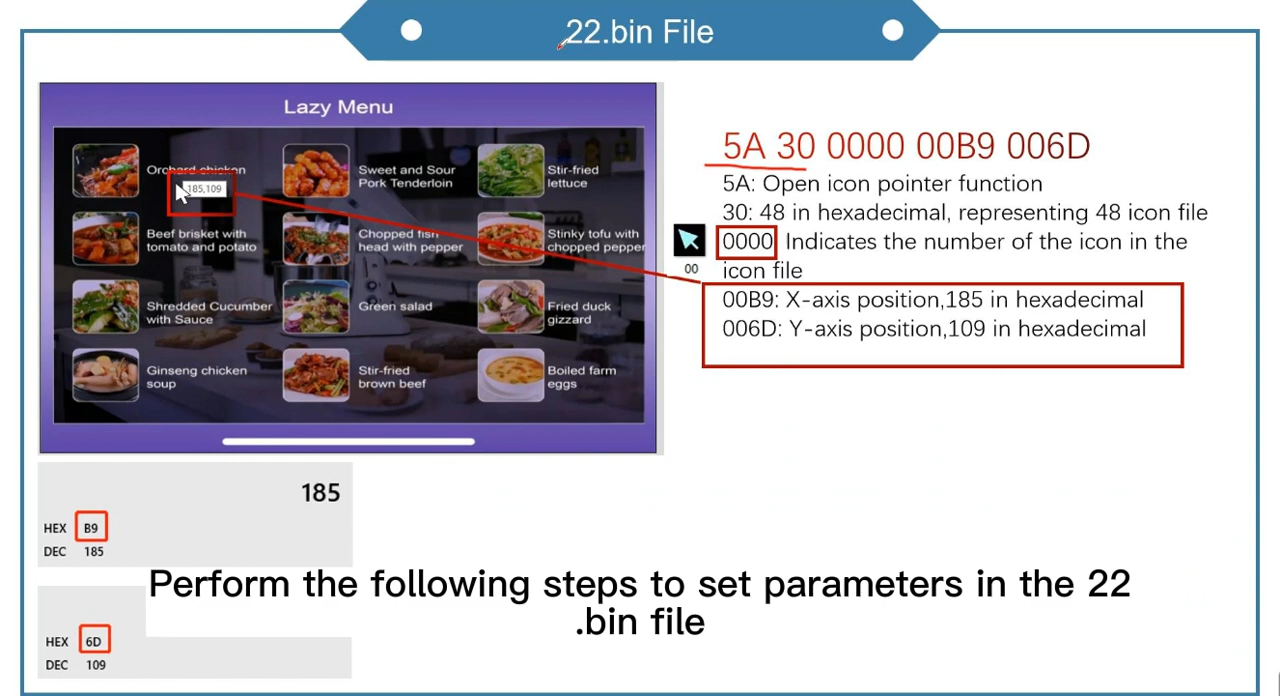 22.bin File
Lazy Menu
Orchard chicken
185,109
Sweet and Sour
Pork Tenderloin
Stir-fried
lettuce
Beef brisket with
tomato and potato
Chopped fish
head with pepper
Stinky tofu with
chopped pepper
Shredded Cucumber
with Sauce
Green salad
Fried duck
gizzard
Ginseng chicken
soup
Stir-fried
brown beef
Boiled farm
eggs
5A 30 0000 00B9 006D
5A: Open icon pointer function
30: 48 in hexadecimal, representing 48 icon file
0000 Indicates the number of the icon in the
icon file
00
00B9: X-axis position,185 in hexadecimal
006D: Y-axis position,109 in hexadecimal
185
HEX B9
DEC 185
HEX 6D
DEC 109
Perform the following steps to set parameters in the 22
.bin file